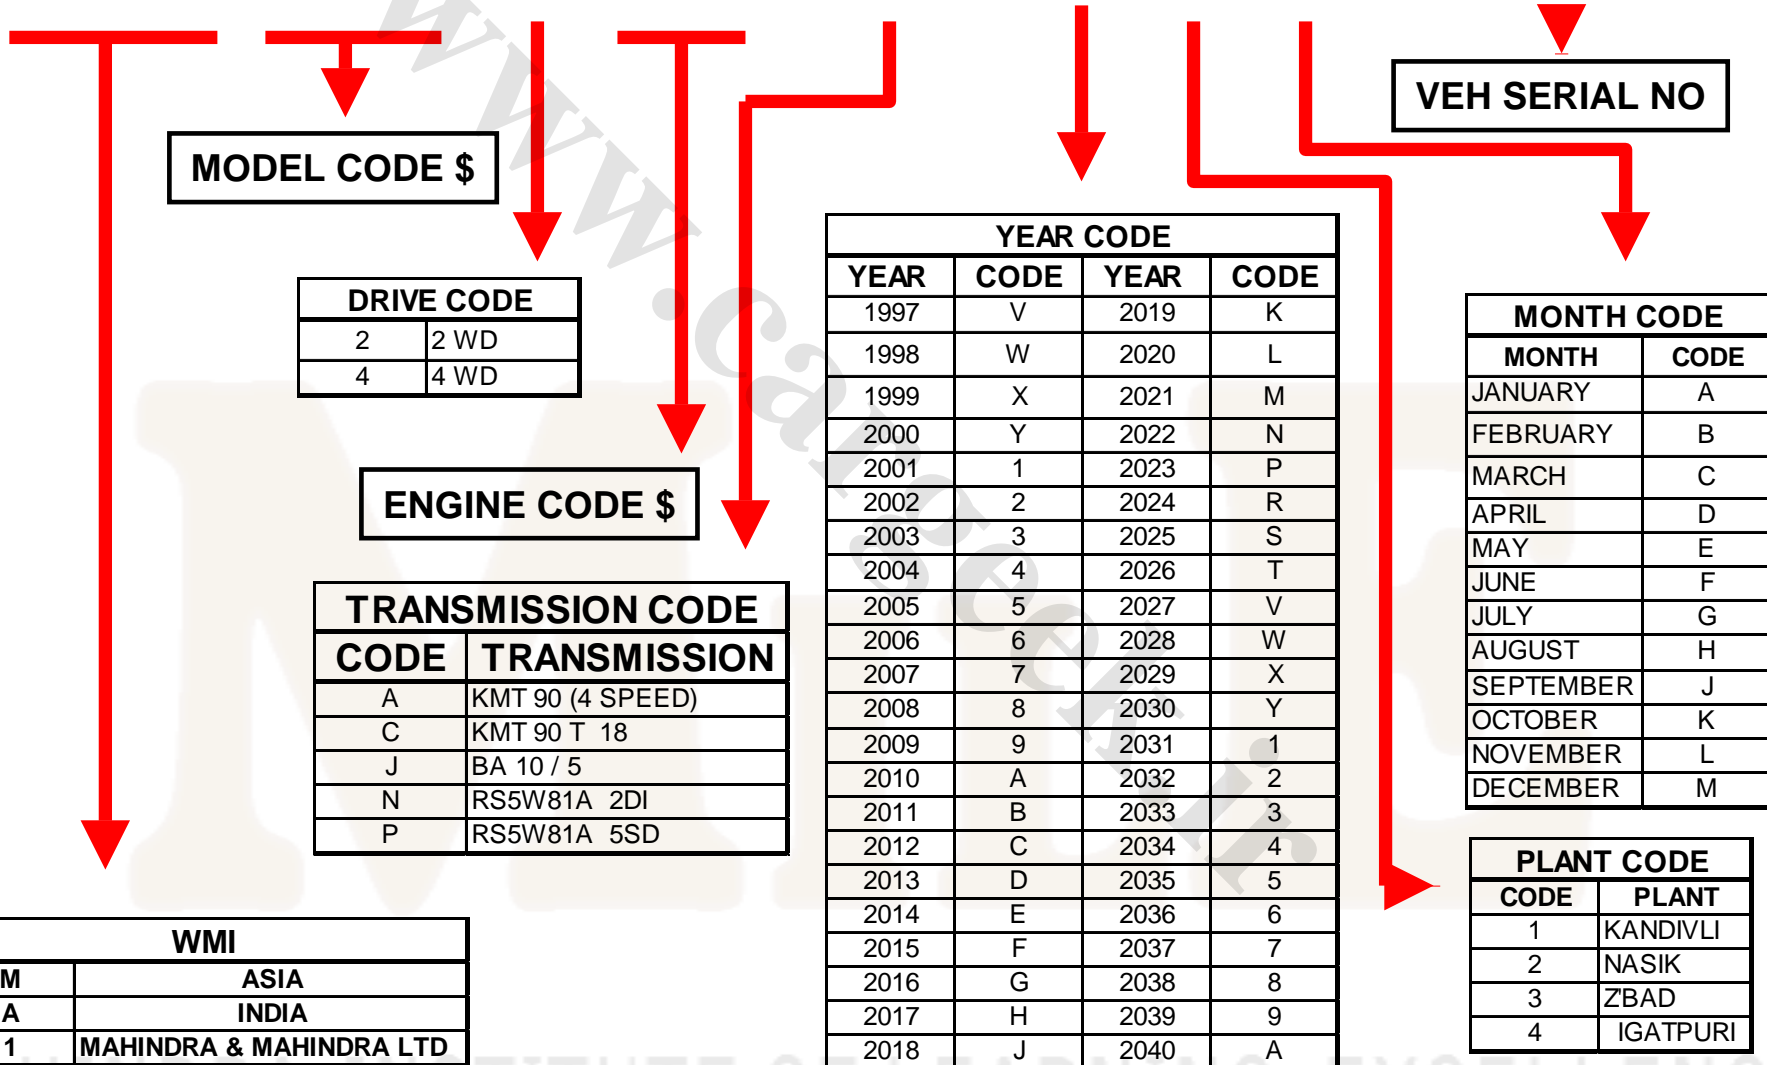 VEH SERIAL NO
MODEL CODE $
DRIVE CODE
2 2 WD
4 4 WD
ENGINE CODE $
TRANSMISSION CODE
CODE TRANSMISSION
A KMT 90 (4 SPEED)
C KMT 90 T 18
J BA 10 / 5
N RS5W81A 2DI
P RS5W81A 5SD
WMI
M ASIA
A INDIA
1 MAHINDRA & MAHINDRA LTD
YEAR CODE
YEAR CODE YEAR CODE
1997 V 2019 K
1998 W 2020 L
1999 X 2021 M
2000 Y 2022 N
2001 1 2023 P
2002 2 2024 R
2003 3 2025 S
2004 4 2026 T
2005 5 2027 V
2006 6 2028 W
2007 7 2029 X
2008 8 2030 Y
2009 9 2031 1
2010 A 2032 2
2011 B 2033 3
2012 C 2034 4
2013 D 2035 5
2014 E 2036 6
2015 F 2037 7
2016 G 2038 8
2017 H 2039 9
2018 J 2040 A
MONTH CODE
MONTH CODE
JANUARY A
FEBRUARY B
MARCH C
APRIL D
MAY E
JUNE F
JULY G
AUGUST H
SEPTEMBER J
OCTOBER K
NOVEMBER L
DECEMBER M
PLANT CODE
CODE PLANT
1 KANDIVLI
2 NASIK
3 Z'BAD
4 IGATPURI
www.cargeek.ir